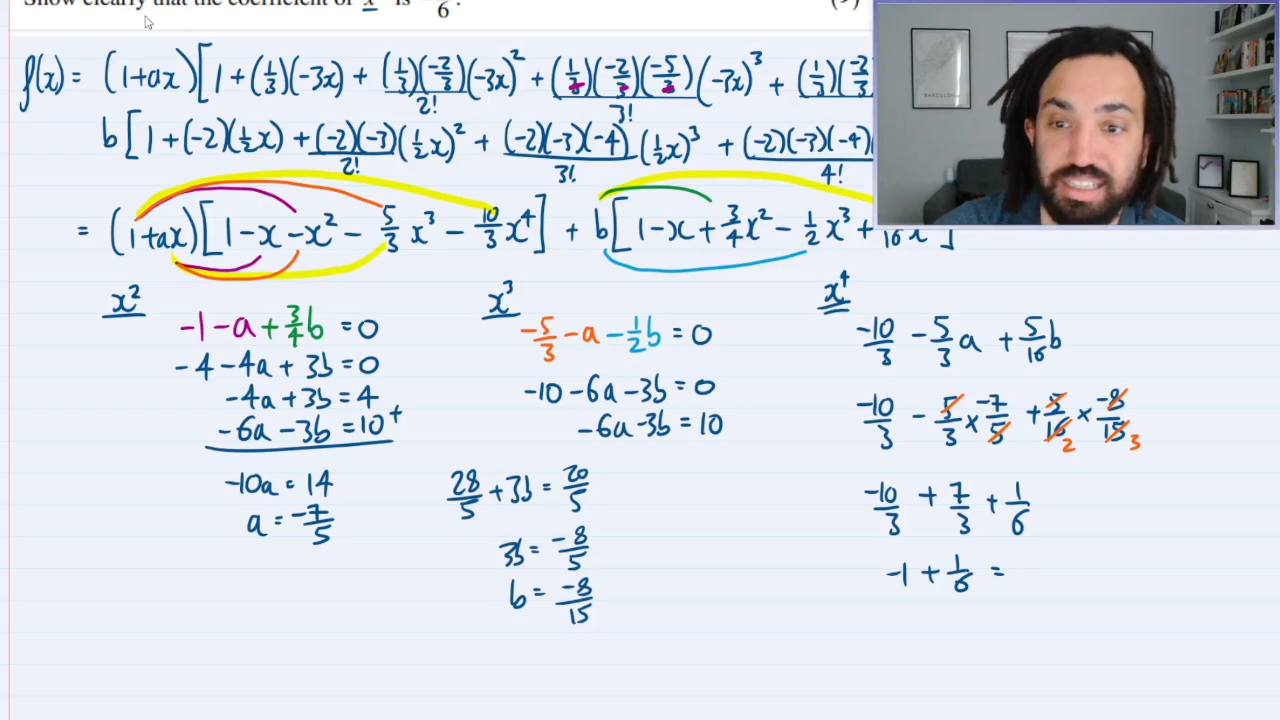 Show clearly that the coefficient of x is 6 .
f(x) = (1+ax)[1 + (1/3)(-3x) + (1/3)(-2/3)/2! (-3x)² + (1/3)(-2/3)(-5/3)/3! (-3x)³ + (1/3)(-2/3)
b[1 + (-2)(½x) + (-2)(-3)/2! (½x)² + (-2)(-3)(-4)/3! (½x)³ + (-2)(-3)(-4)/4!
= (1+ax)[1 - x - x² - 5/3 x³ - 10/3 x⁴] + b[1 - x + 3/4 x² - 1/2 x³ + 16 x ]
x²
-1 - a + 3/4 b = 0
-4 - 4a + 3b = 0
-4a + 3b = 4
-6a - 3b = 10 +
-10a = 14
a = -7/5
x³
-5/3 - a - 1/2 b = 0
-10 - 6a - 3b = 0
-6a - 3b = 10
28/5 + 3b = 20/5
3b = -8/5
b = -8/15
x⁴
-10/3 - 5/3 a + 5/16 b
-10/3 - 5/3 × -7/5 + 5/16 × -8/15 2 3
-10/3 + 7/3 + 1/6
-1 + 1/6 =
BARCELONA